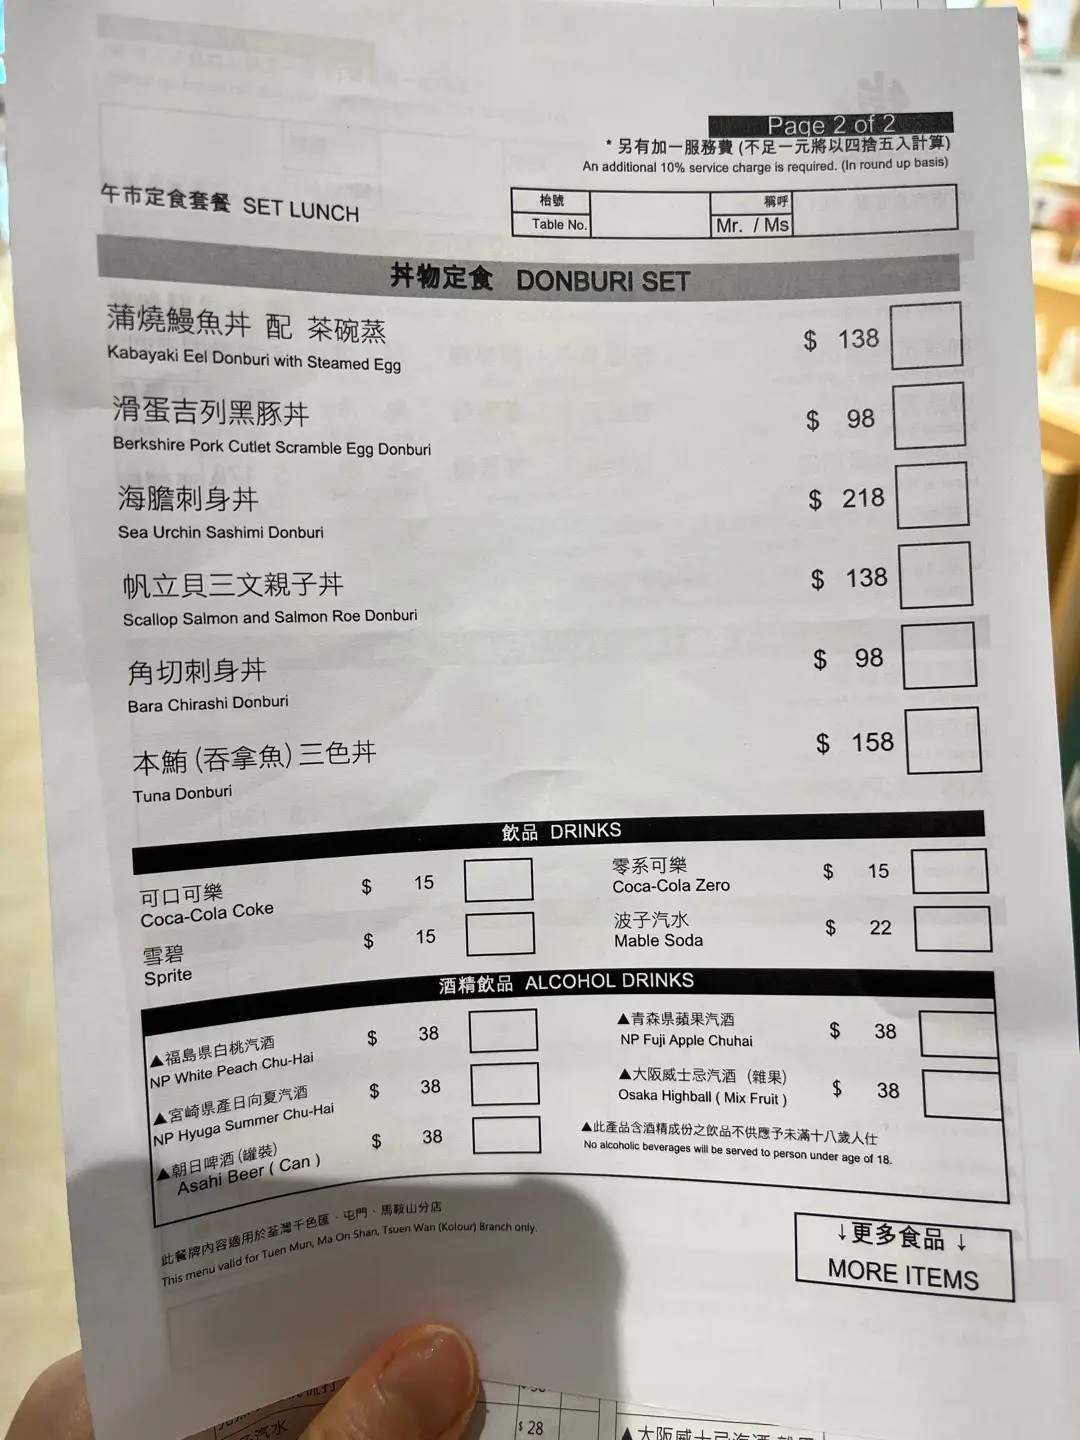 Page 2 of 2
* 另有加一服務費 (不足一元將以四捨五入計算)
An additional 10% service charge is required. (In round up basis)
午市定食套餐 SET LUNCH
枱號
Table No.
稱呼
Mr. / Ms
丼物定食 DONBURI SET
蒲燒鰻魚丼 配 茶碗蒸
$ 138
Kabayaki Eel Donburi with Steamed Egg
滑蛋吉列黑豚丼
$ 98
Berkshire Pork Cutlet Scramble Egg Donburi
海膽刺身丼
$ 218
Sea Urchin Sashimi Donburi
帆立貝三文親子丼
$ 138
Scallop Salmon and Salmon Roe Donburi
角切刺身丼
$ 98
Bara Chirashi Donburi
本鮪 (吞拿魚) 三色丼
$ 158
Tuna Donburi
飲品 DRINKS
可口可樂
Coca-Cola Coke
$ 15
零系可樂
Coca-Cola Zero
$ 15
雪碧
Sprite
$ 15
波子汽水
Mable Soda
$ 22
酒精飲品 ALCOHOL DRINKS
▲福島県白桃汽酒
NP White Peach Chu-Hai
$ 38
▲青森県蘋果汽酒
NP Fuji Apple Chuhai
$ 38
▲宮崎県產日向夏汽酒
NP Hyuga Summer Chu-Hai
$ 38
▲大阪威士忌汽酒 (雜果)
Osaka Highball ( Mix Fruit )
$ 38
▲朝日啤酒 (罐裝)
Asahi Beer ( Can )
$ 38
▲此產品含酒精成份之飲品不供應予未滿十八歲人仕
No alcoholic beverages will be served to person under age of 18.
此餐牌內容適用於荃灣千色匯﹑屯門﹑馬鞍山分店
This menu valid for Tuen Mun, Ma On Shan, Tsuen Wan (Kolour) Branch only.
↓更多食品 ↓
MORE ITEMS
汽水
$ 28